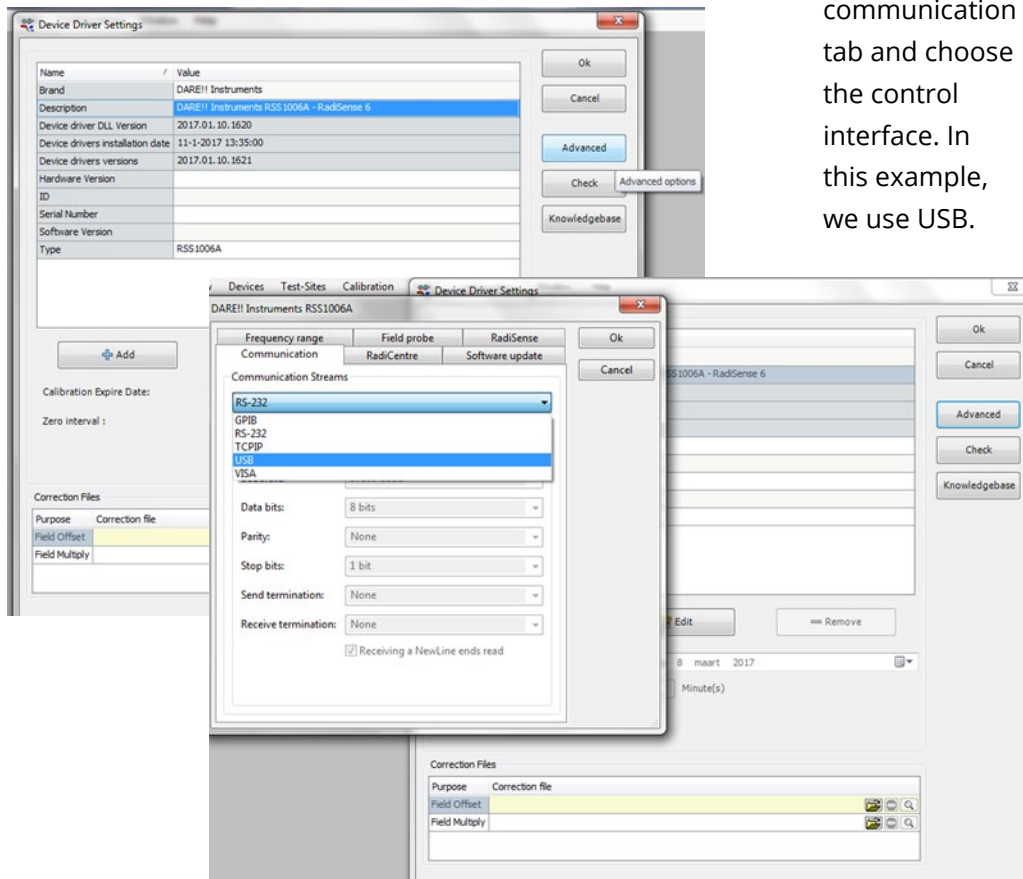 communication
tab and choose
the control
interface. In
this example,
we use USB.
Device Driver Settings
Name / Value
Brand DARE!! Instruments
Description DARE!! Instruments RSS1006A - RadiSense 6
Device driver DLL Version 2017.01.10.1620
Device drivers installation date 11-1-2017 13:35:00
Device drivers versions 2017.01.10.1621
Hardware Version
ID
Serial Number
Software Version
Type RSS1006A
Ok
Cancel
Advanced
Check
Advanced options
Knowledgebase
Add
Calibration Expire Date:
Zero interval :
Correction Files
Purpose Correction file
Field Offset
Field Multiply
Devices Test-Sites Calibration
Device Driver Settings
DARE!! Instruments RSS1006A
Frequency range Field probe RadiSense
Communication RadiCentre Software update
Ok
Cancel
Communication Streams
RS-232
GPIB
RS-232
TCPIP
USB
VISA
Data bits: 8 bits
Parity: None
Stop bits: 1 bit
Send termination: None
Receive termination: None
Receiving a NewLine ends read
SS1006A - RadiSense 6
Ok
Cancel
Advanced
Check
Knowledgebase
Edit
Remove
8 maart 2017
Minute(s)
Correction Files
Purpose Correction file
Field Offset
Field Multiply